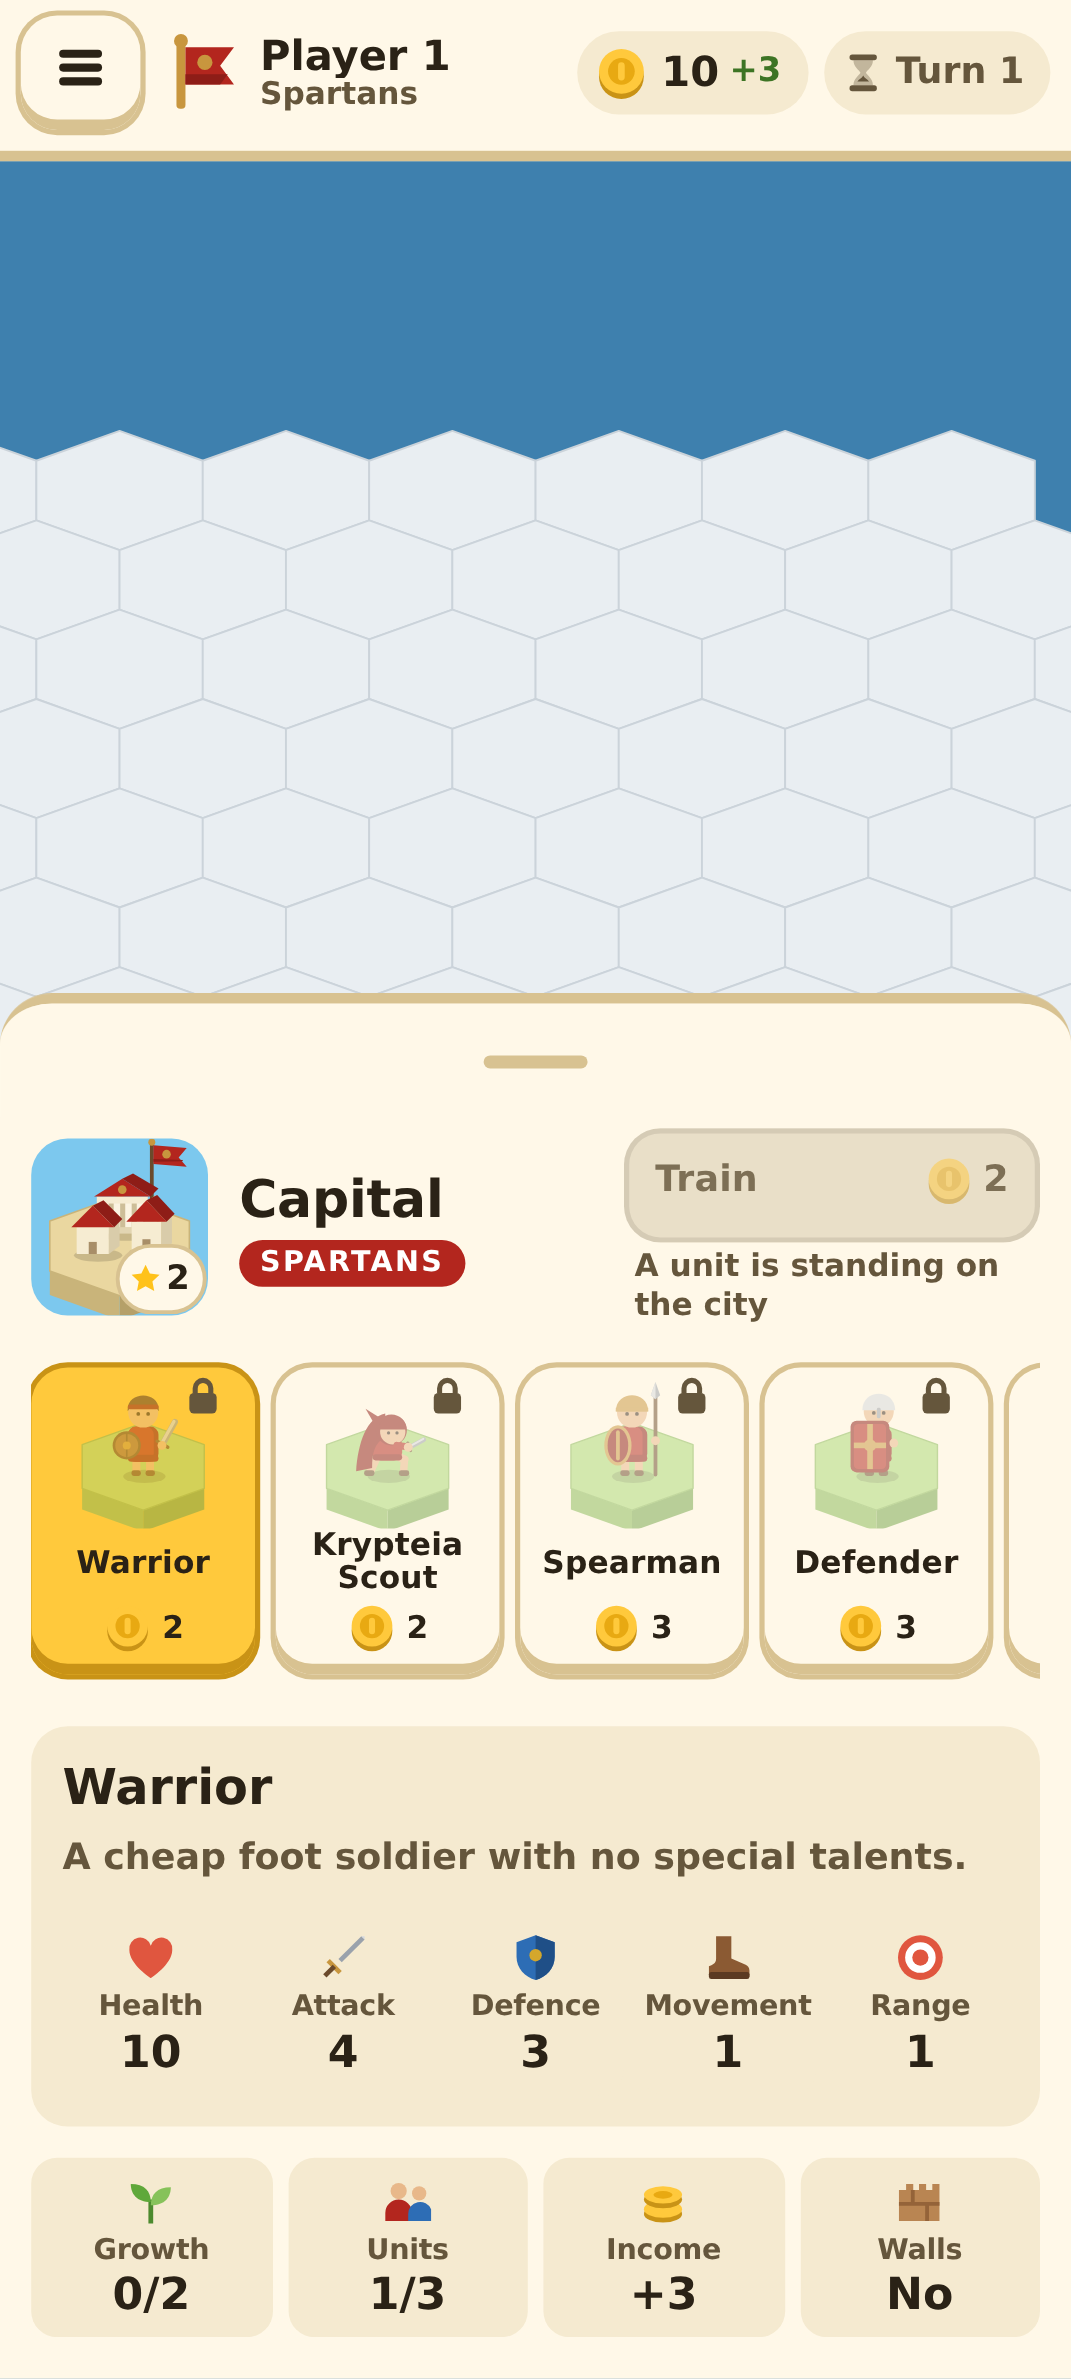 Player 1
Spartans
10 +3
Turn 1
Capital
SPARTANS
2
Train 2
A unit is standing on
the city
Warrior
2
Krypteia
Scout
2
Spearman
3
Defender
3
Warrior
A cheap foot soldier with no special talents.
Health
10
Attack
4
Defence
3
Movement
1
Range
1
Growth
0/2
Units
1/3
Income
+3
Walls
No